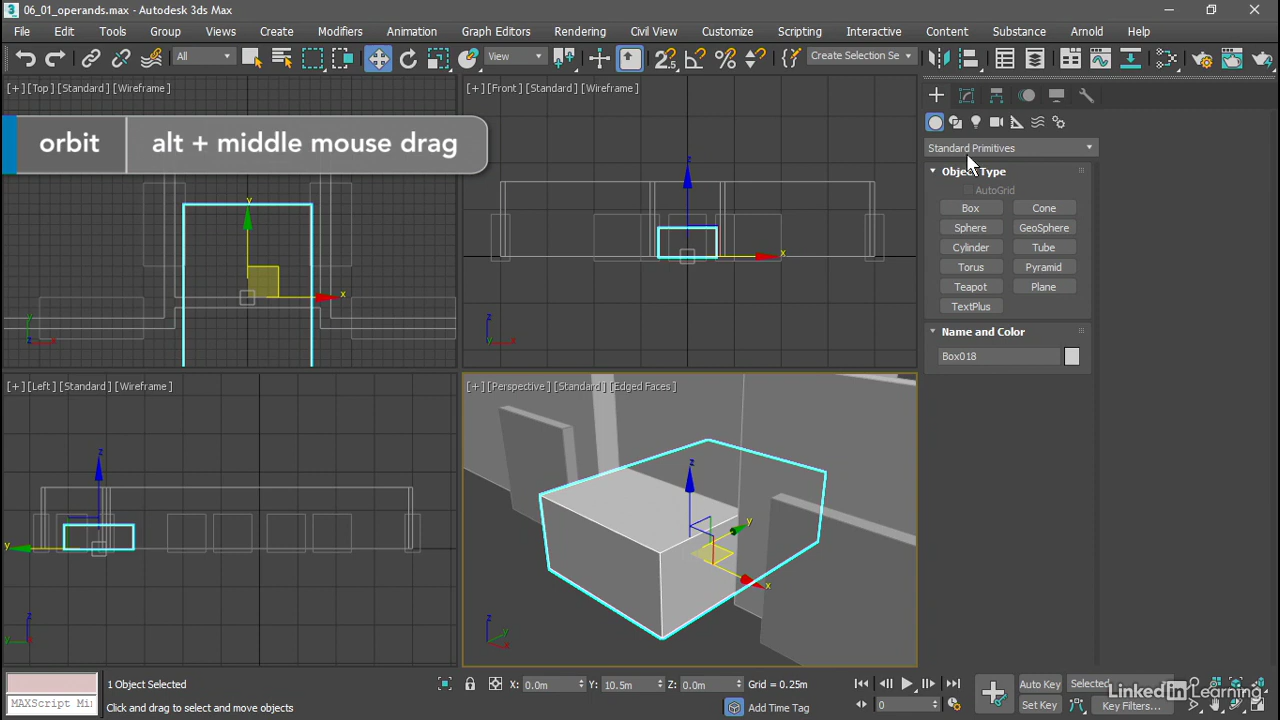 06_01_operands.max - Autodesk 3ds Max
File Edit Tools Group Views Create Modifiers Animation Graph Editors Rendering Civil View Customize Scripting Interactive Content Substance Arnold Help
All View Create Selection Se
[+] [Top] [Standard] [Wireframe]
[+] [Front] [Standard] [Wireframe]
orbit alt + middle mouse drag
Standard Primitives
Object Type
AutoGrid
Box Cone
Sphere GeoSphere
Cylinder Tube
Torus Pyramid
Teapot Plane
TextPlus
Name and Color
Box018
y
x
y
x
z
x
z
x
[+] [Left] [Standard] [Wireframe]
[+] [Perspective] [Standard] [Edged Faces]
z
y
z
y
z
y
x
z
y
x
1 Object Selected X: 0.0m Y: 10.5m Z: 0.0m Grid = 0.25m Auto Key Selected
MAXScript Mi Click and drag to select and move objects Add Time Tag 0 Set Key Key Filters...
LinkedIn Learning